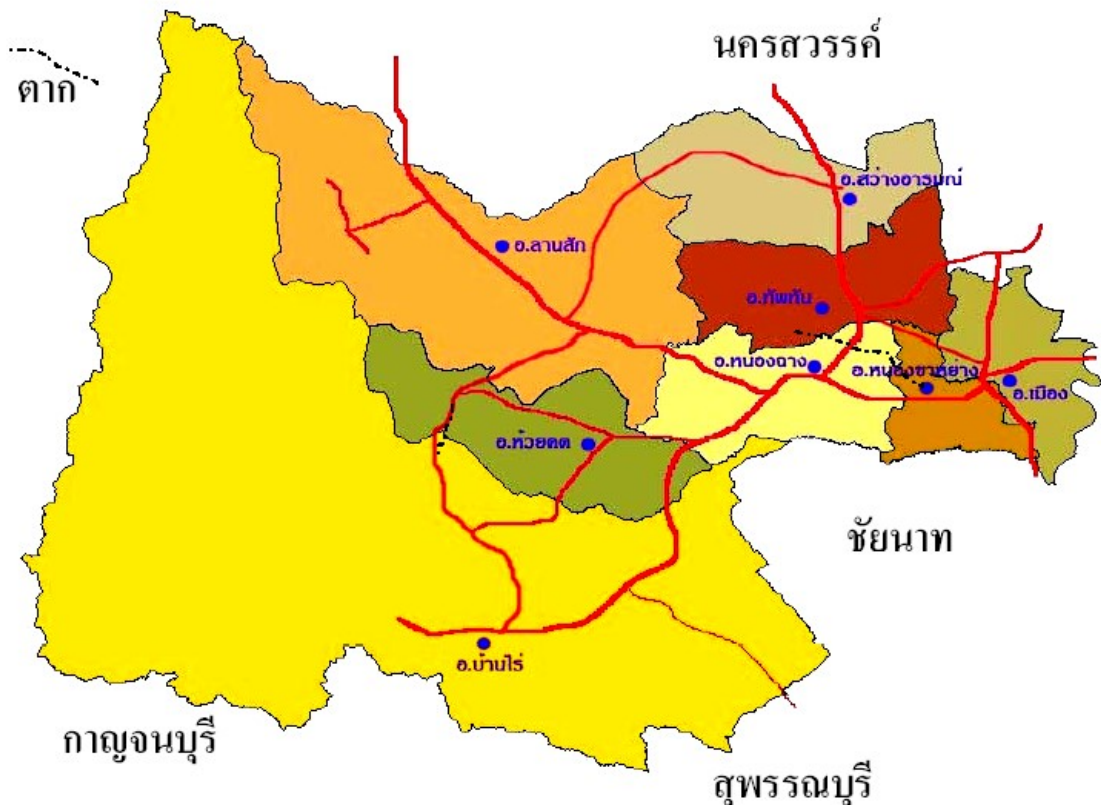 นครสวรรค์
ตาก
อ.สว่างอารมณ์
อ.ลานสัก
อ.ทัพทัน
อ.หนองฉาง
อ.หนองขาหย่าง
อ.เมือง
อ.ห้วยคต
ชัยนาท
อ.บ้านไร่
กาญจนบุรี
สุพรรณบุรี